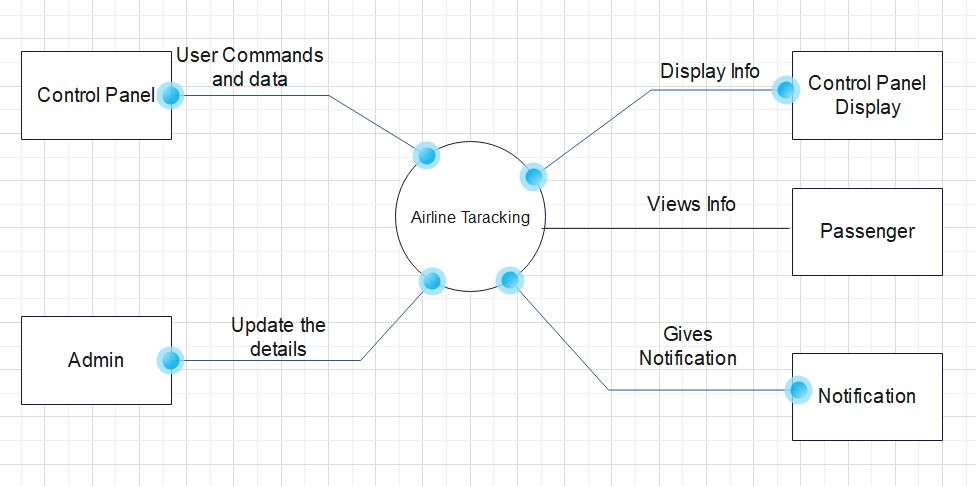 User Commands
and data
Control Panel
Display Info
Control Panel
Display
Airline Taracking
Views Info
Passenger
Update the
details
Admin
Gives
Notification
Notification